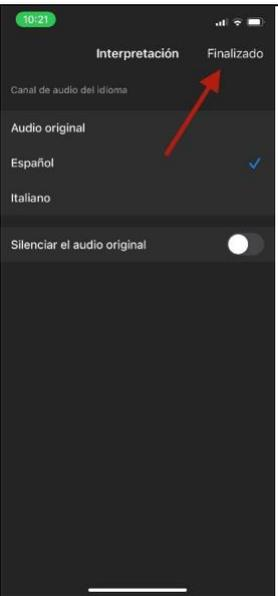 10:21
Interpretación Finalizado
Canal de audio del idioma
Audio original
Español
Italiano
Silenciar el audio original